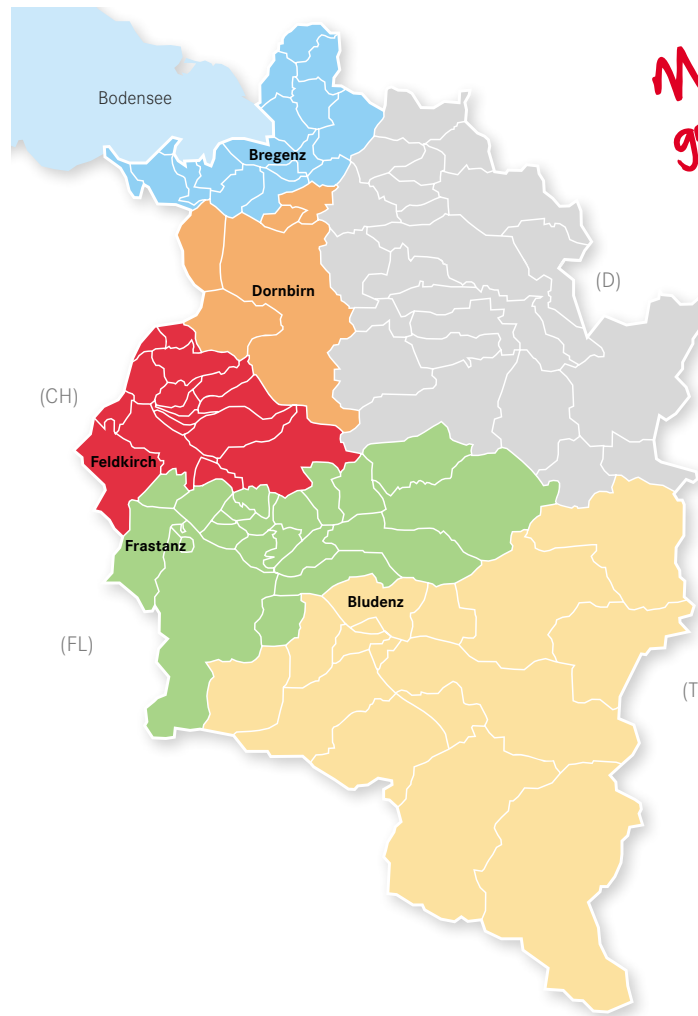 Bodensee
Bregenz
(D)
Dornbirn
(CH)
Feldkirch
Frastanz
Bludenz
(FL)